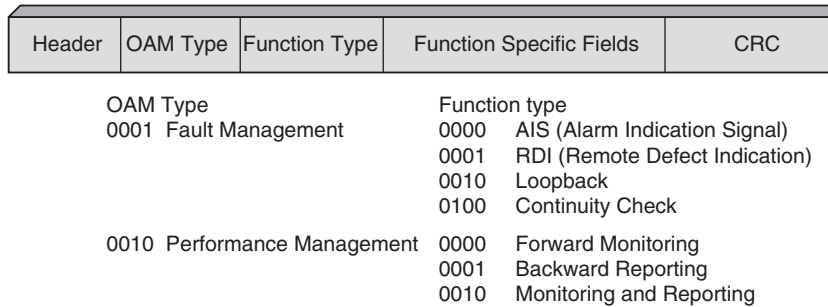 Header OAM Type Function Type Function Specific Fields CRC
OAM Type Function type
0001 Fault Management 0000 AIS (Alarm Indication Signal)
0001 RDI (Remote Defect Indication)
0010 Loopback
0100 Continuity Check
0010 Performance Management 0000 Forward Monitoring
0001 Backward Reporting
0010 Monitoring and Reporting